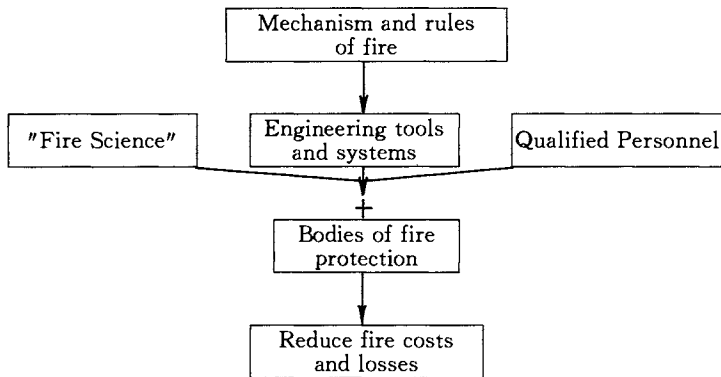 Mechanism and rules
of fire
"Fire Science"
Engineering tools
and systems
Qualified Personnel
+
Bodies of fire
protection
Reduce fire costs
and losses